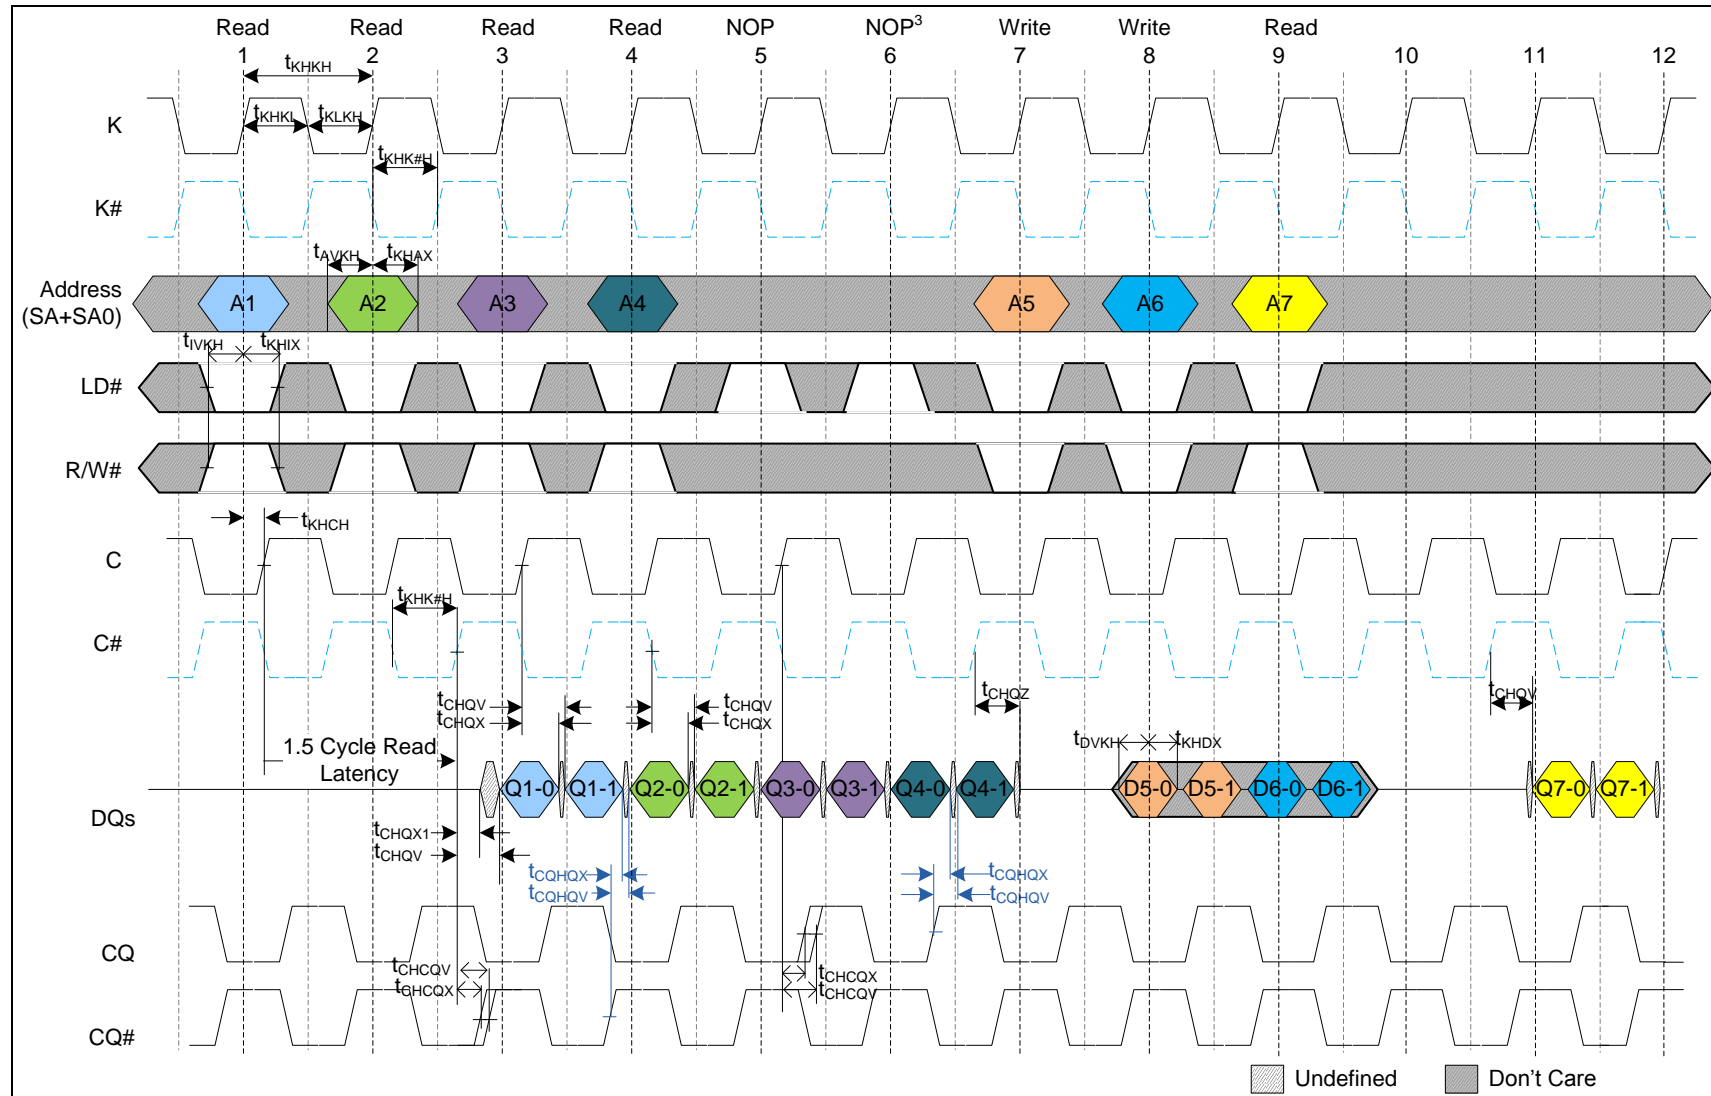 Read Read Read Read NOP NOP3 Write Write Read
1 2 3 4 5 6 7 8 9 10 11 12
tKHKH
K
tKHKL tKLKH
tKHK#H
K#
tAVKH tKHAX
Address
(SA+SA0)
A1 A2 A3 A4 A5 A6 A7
tIVKH tKHIX
LD#
R/W#
tKHCH
C
tKHK#H
C#
tCHQV tCHQV tCHQZ tCHQV
tCHQX tCHQX
1.5 Cycle Read
Latency
tDVKH tKHDX
DQs
Q1-0 Q1-1 Q2-0 Q2-1 Q3-0 Q3-1 Q4-0 Q4-1 D5-0 D5-1 D6-0 D6-1 Q7-0 Q7-1
tCHQX1
tCHQV
tCQHQX tCQHQX
tCQHQV tCQHQV
CQ
tCHCQV tCHCQX
tCHCQX tCHCQV
CQ#
Undefined Don't Care